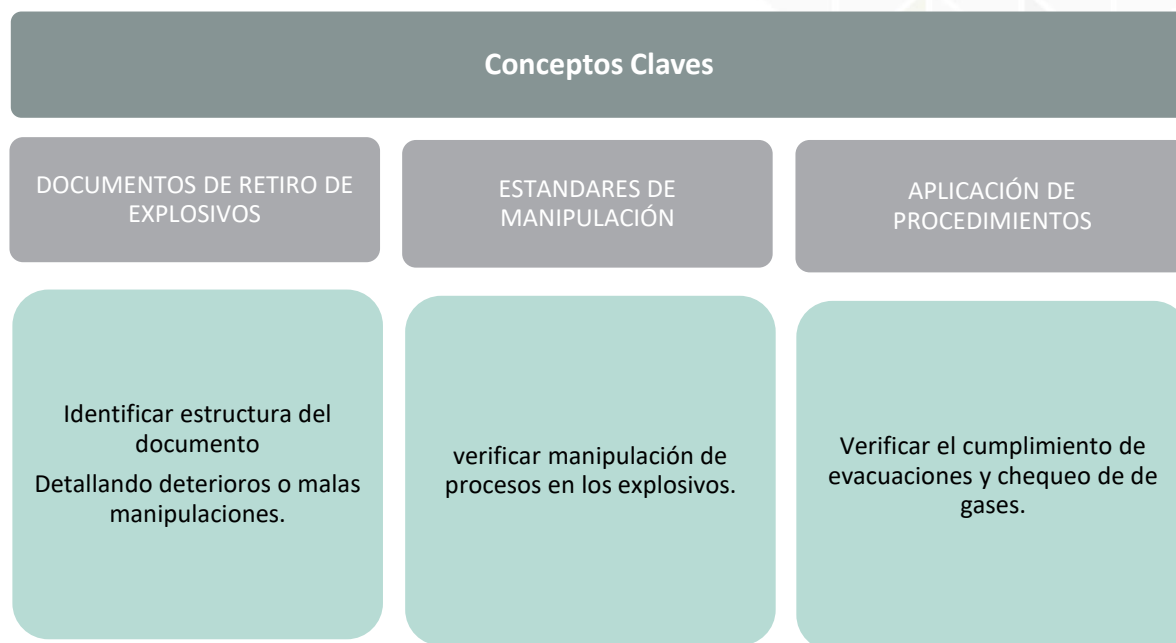 Conceptos Claves
DOCUMENTOS DE RETIRO DE
EXPLOSIVOS
ESTANDARES DE
MANIPULACIÓN
APLICACIÓN DE
PROCEDIMIENTOS
Identificar estructura del
documento
Detallando deterioros o malas
manipulaciones.
verificar manipulación de
procesos en los explosivos.
Verificar el cumplimiento de
evacuaciones y chequeo de de
gases.